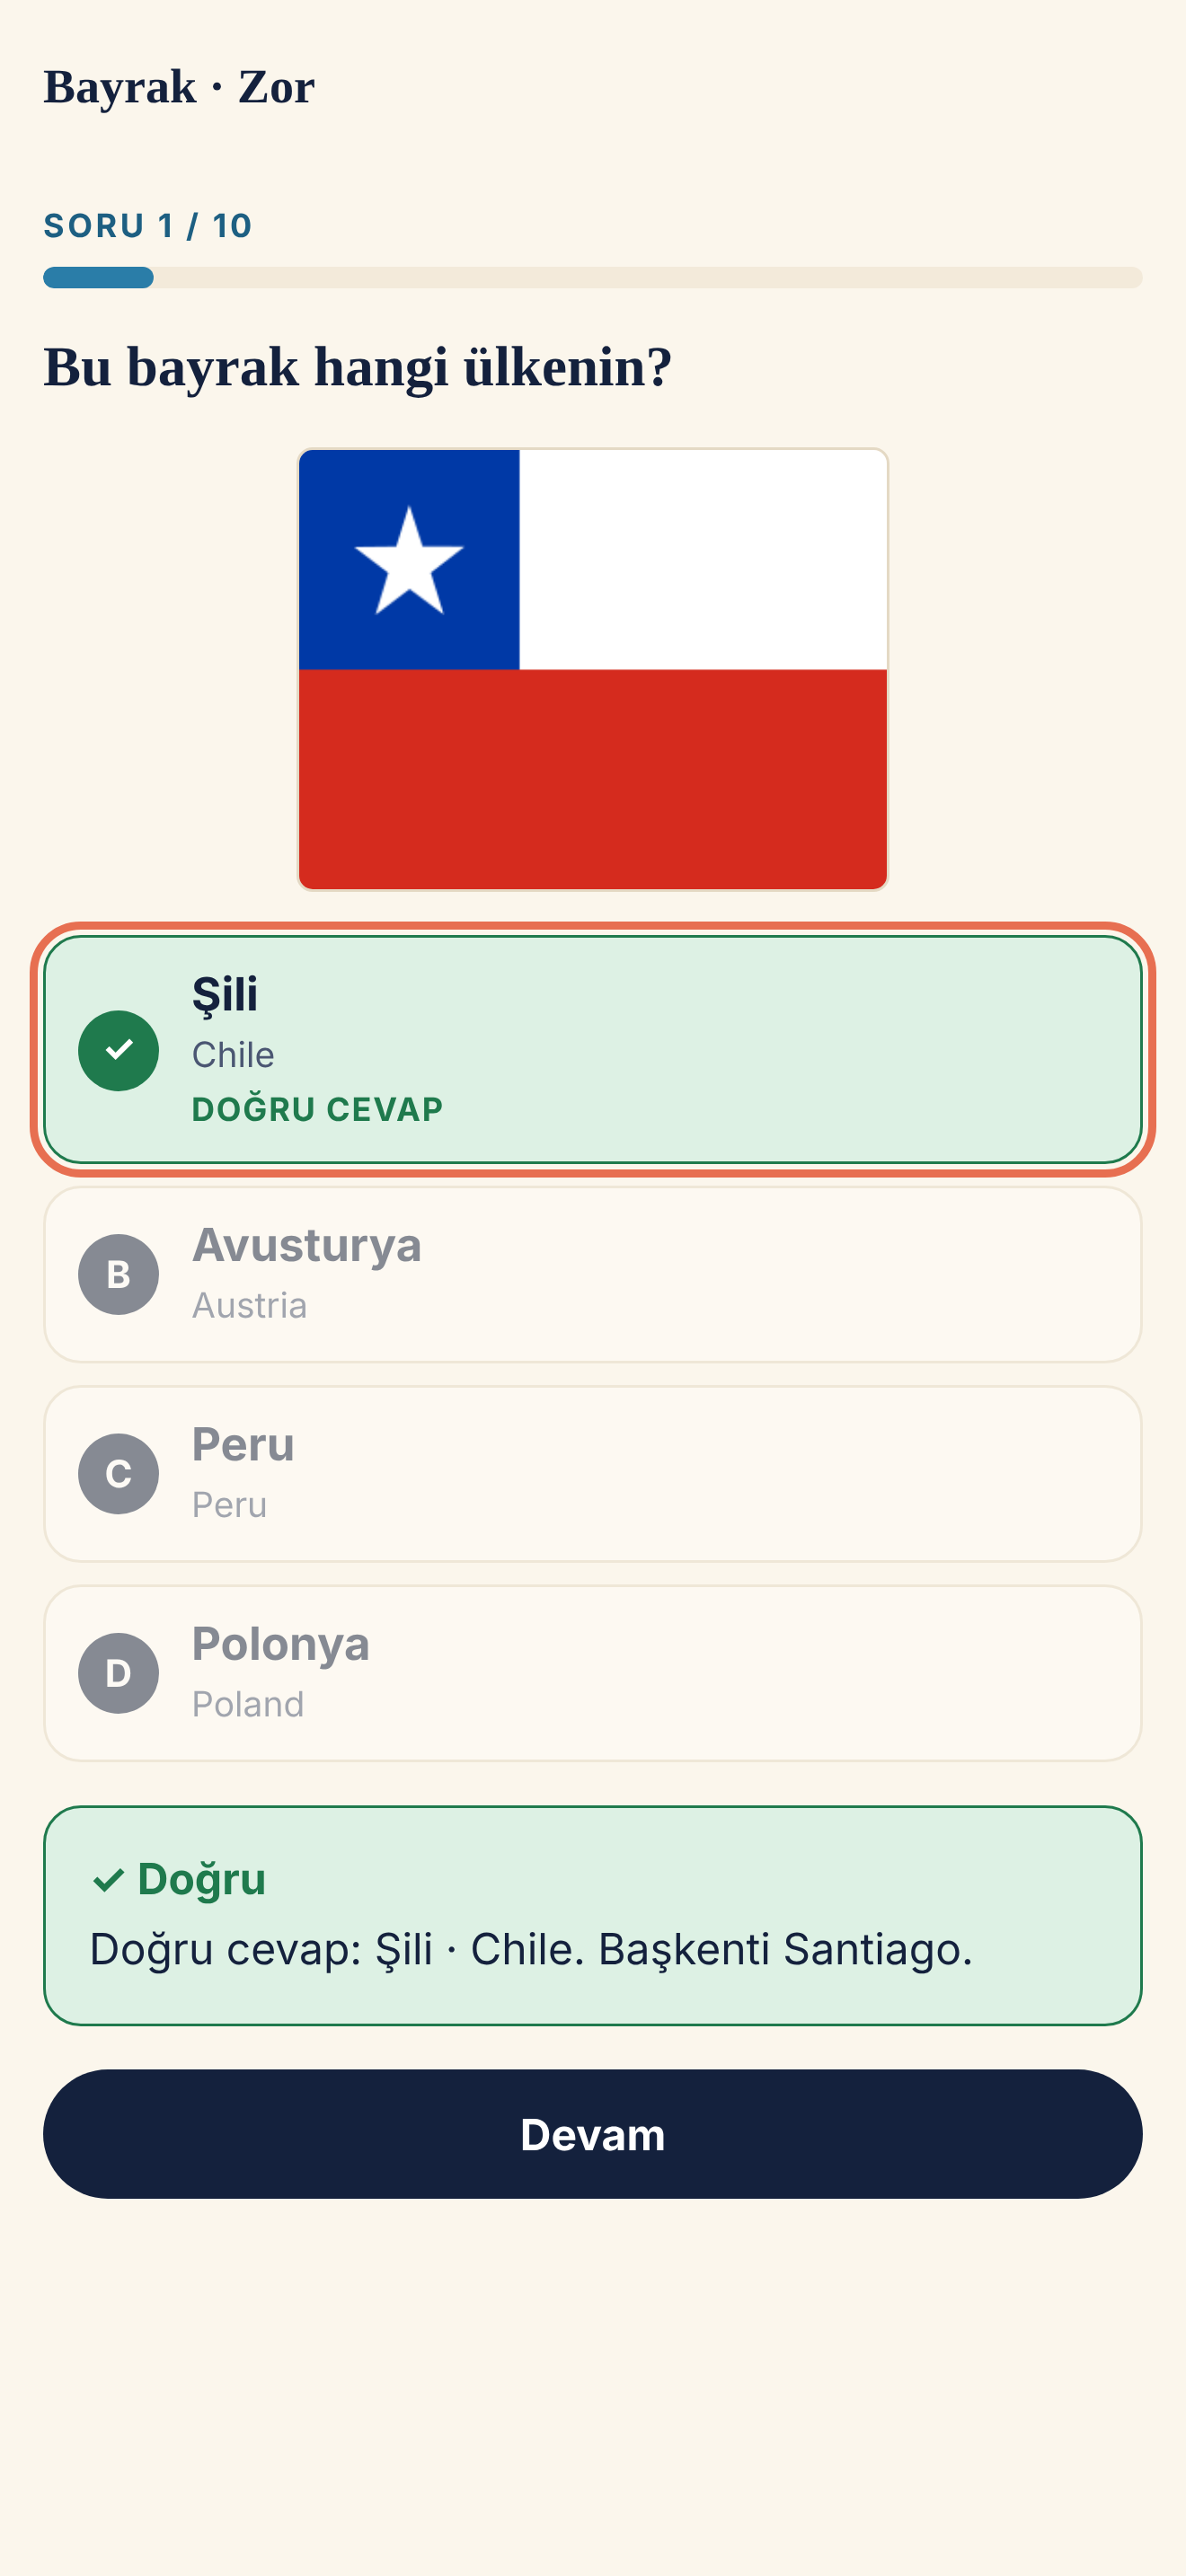 Bayrak · Zor
SORU 1 / 10
Bu bayrak hangi ülkenin?
Şili
Chile
DOĞRU CEVAP
B
Avusturya
Austria
C
Peru
Peru
D
Polonya
Poland
✓ Doğru
Doğru cevap: Şili · Chile. Başkenti Santiago.
Devam